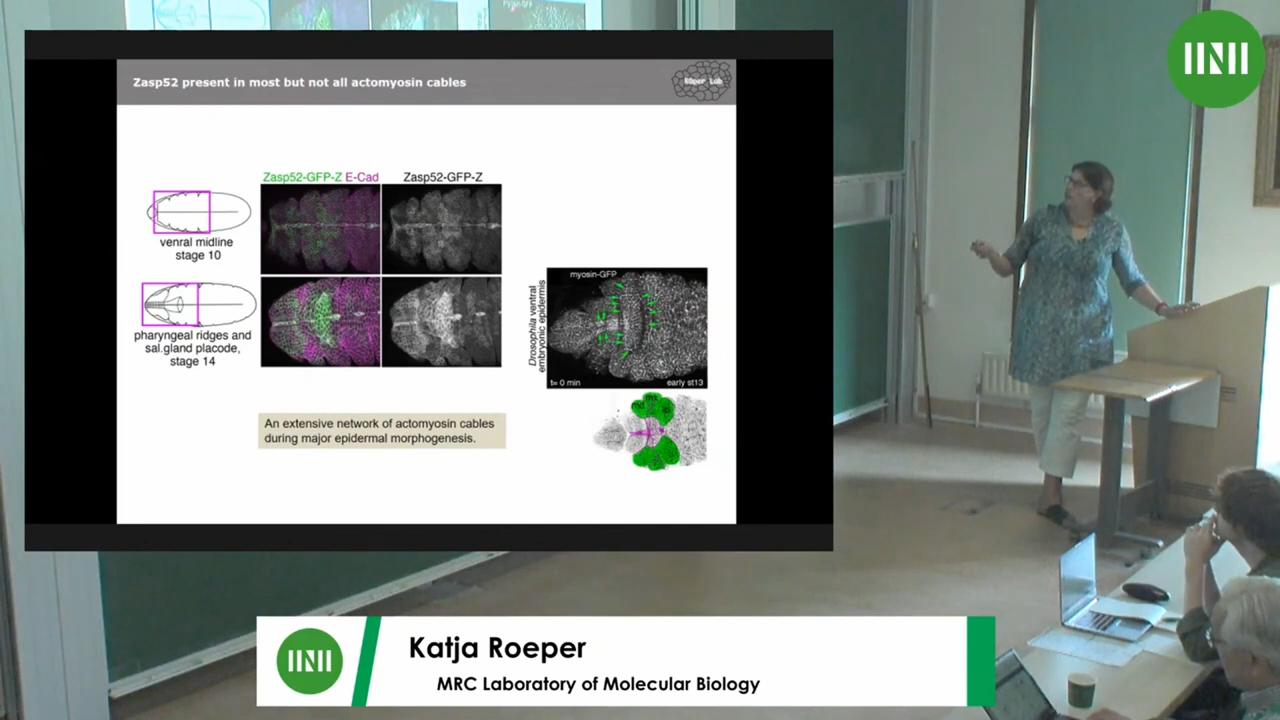 Zasp52 present in most but not all actomyosin cables
Röper Lab
Zasp52-GFP-Z E-Cad
Zasp52-GFP-Z
venral midline
stage 10
pharyngeal ridges and
sal.gland placode,
stage 14
An extensive network of actomyosin cables
during major epidermal morphogenesis.
Drosophila ventral
embryonic epidermis
myosin-GFP
t= 0 min
early st13
md
mx
Katja Roeper
MRC Laboratory of Molecular Biology